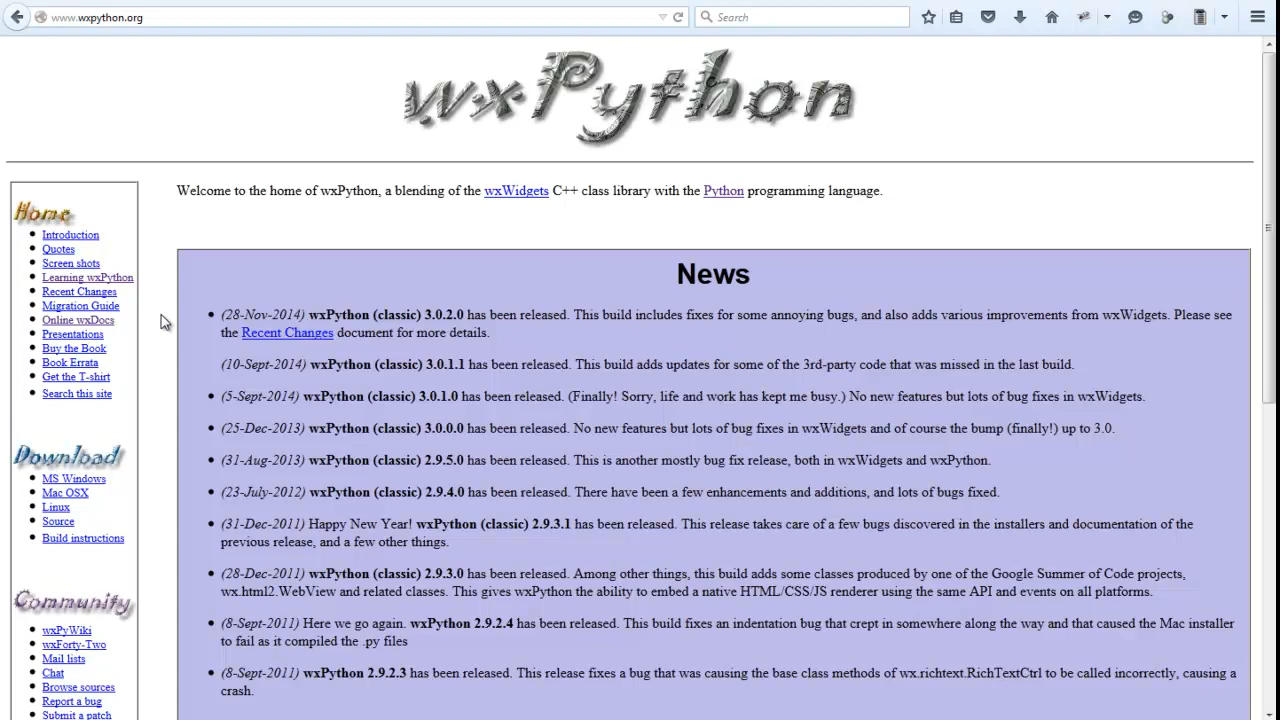 www.wxpython.org
Search
wxPython
Welcome to the home of wxPython, a blending of the wxWidgets C++ class library with the Python programming language.
Home
Introduction
Quotes
Screen shots
Learning wxPython
Recent Changes
Migration Guide
Online wxDocs
Presentations
Buy the Book
Book Errata
Get the T-shirt
Search this site
Download
MS Windows
Mac OSX
Linux
Source
Build instructions
Community
wxPyWiki
wxForty-Two
Mail lists
Chat
Browse sources
Report a bug
Submit a patch
News
(28-Nov-2014) wxPython (classic) 3.0.2.0 has been released. This build includes fixes for some annoying bugs, and also adds various improvements from wxWidgets. Please see
the Recent Changes document for more details.
(10-Sept-2014) wxPython (classic) 3.0.1.1 has been released. This build adds updates for some of the 3rd-party code that was missed in the last build.
(5-Sept-2014) wxPython (classic) 3.0.1.0 has been released. (Finally! Sorry, life and work has kept me busy.) No new features but lots of bug fixes in wxWidgets.
(25-Dec-2013) wxPython (classic) 3.0.0.0 has been released. No new features but lots of bug fixes in wxWidgets and of course the bump (finally!) up to 3.0.
(31-Aug-2013) wxPython (classic) 2.9.5.0 has been released. This is another mostly bug fix release, both in wxWidgets and wxPython.
(23-July-2012) wxPython (classic) 2.9.4.0 has been released. There have been a few enhancements and additions, and lots of bugs fixed.
(31-Dec-2011) Happy New Year! wxPython (classic) 2.9.3.1 has been released. This release takes care of a few bugs discovered in the installers and documentation of the
previous release, and a few other things.
(28-Dec-2011) wxPython (classic) 2.9.3.0 has been released. Among other things, this build adds some classes produced by one of the Google Summer of Code projects,
wx.html2.WebView and related classes. This gives wxPython the ability to embed a native HTML/CSS/JS renderer using the same API and events on all platforms.
(8-Sept-2011) Here we go again. wxPython 2.9.2.4 has been released. This build fixes an indentation bug that crept in somewhere along the way and that caused the Mac installer
to fail as it compiled the .py files
(8-Sept-2011) wxPython 2.9.2.3 has been released. This release fixes a bug that was causing the base class methods of wx.richtext.RichTextCtrl to be called incorrectly, causing a
crash.